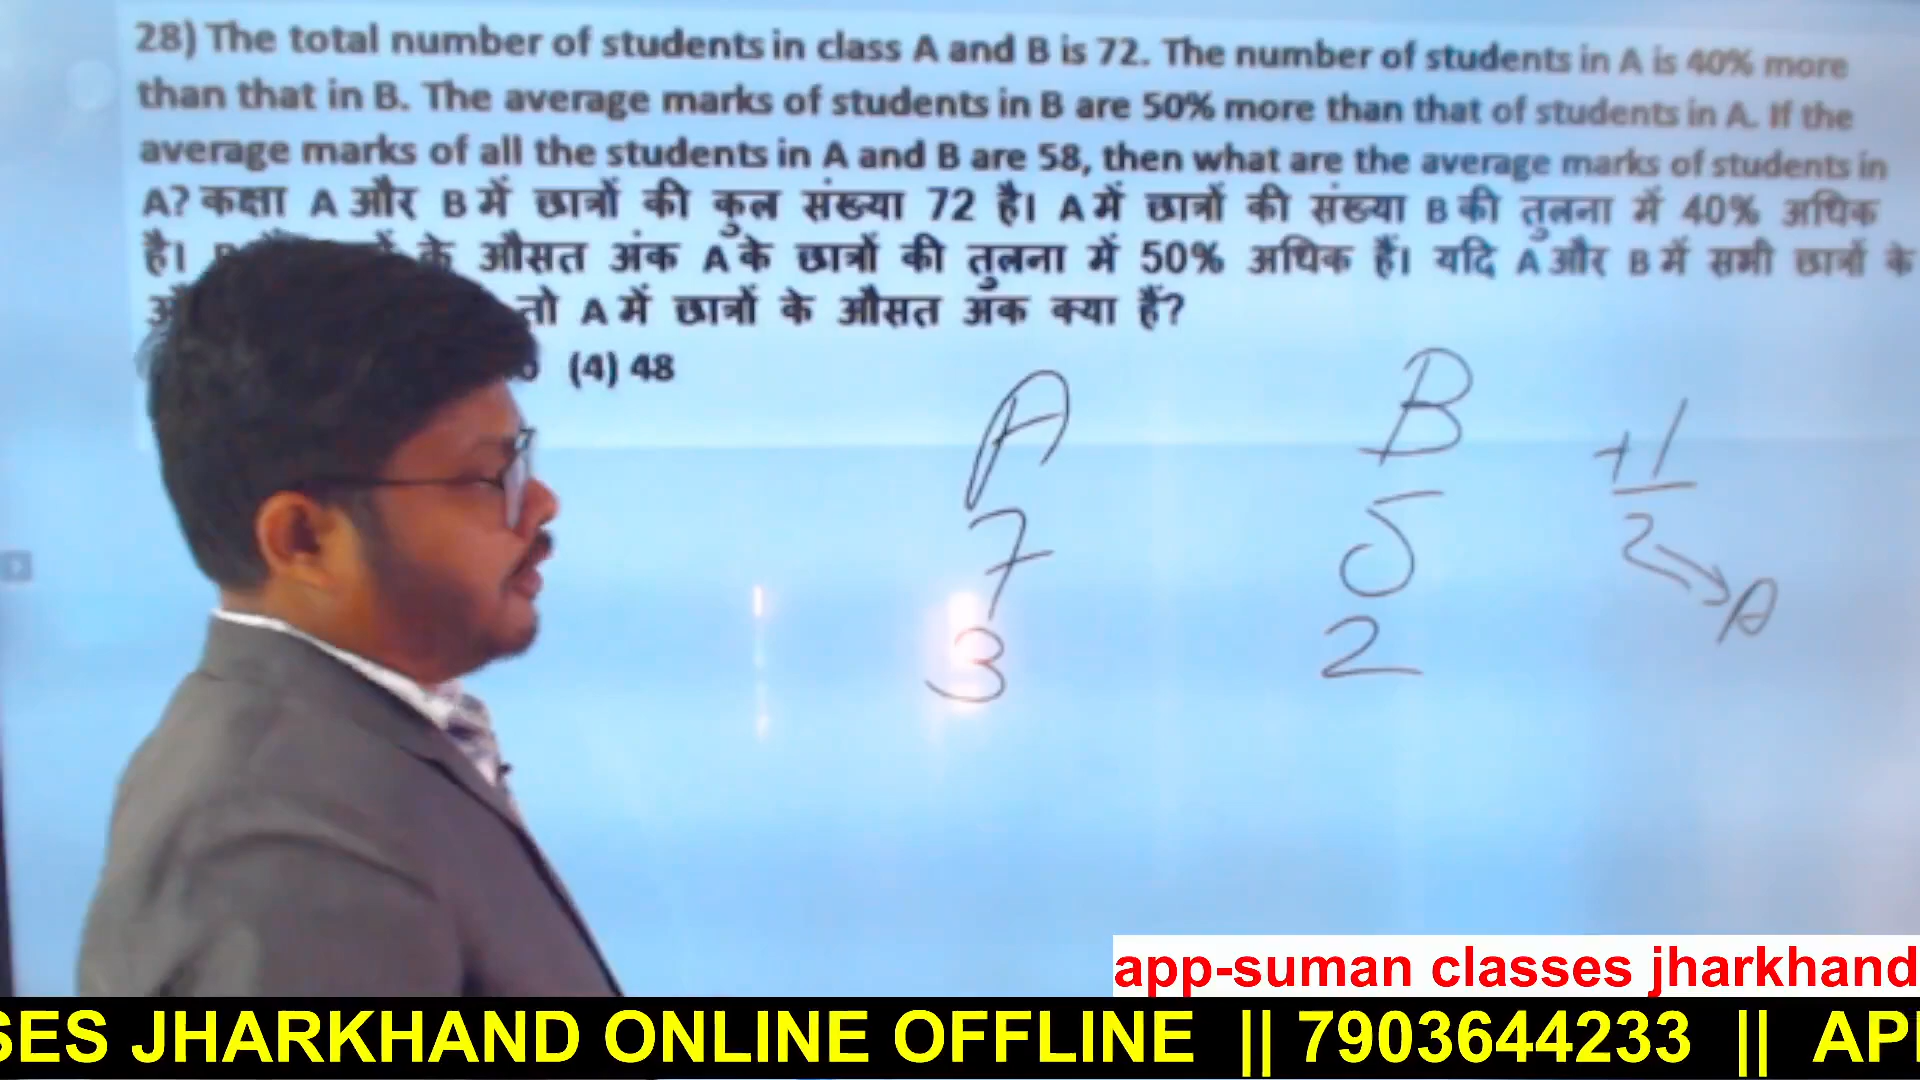 28) The total number of students in class A and B is 72. The number of students in A is 40% more
than that in B. The average marks of students in B are 50% more than that of students in A. If the
average marks of all the students in A and B are 58, then what are the average marks of students in
A? कक्षा A और B में छात्रों की कुल संख्या 72 है। A में छात्रों की संख्या B की तुलना में 40% अधिक
है। के औसत अंक A के छात्रों की तुलना में 50% अधिक हैं। यदि A और B में सभी छात्रों के
तो A में छात्रों के औसत अंक क्या हैं?
(4) 48
A B +1
7 5 2 A
3 2
app-suman classes jharkhand
SES JHARKHAND ONLINE OFFLINE || 7903644233 || API